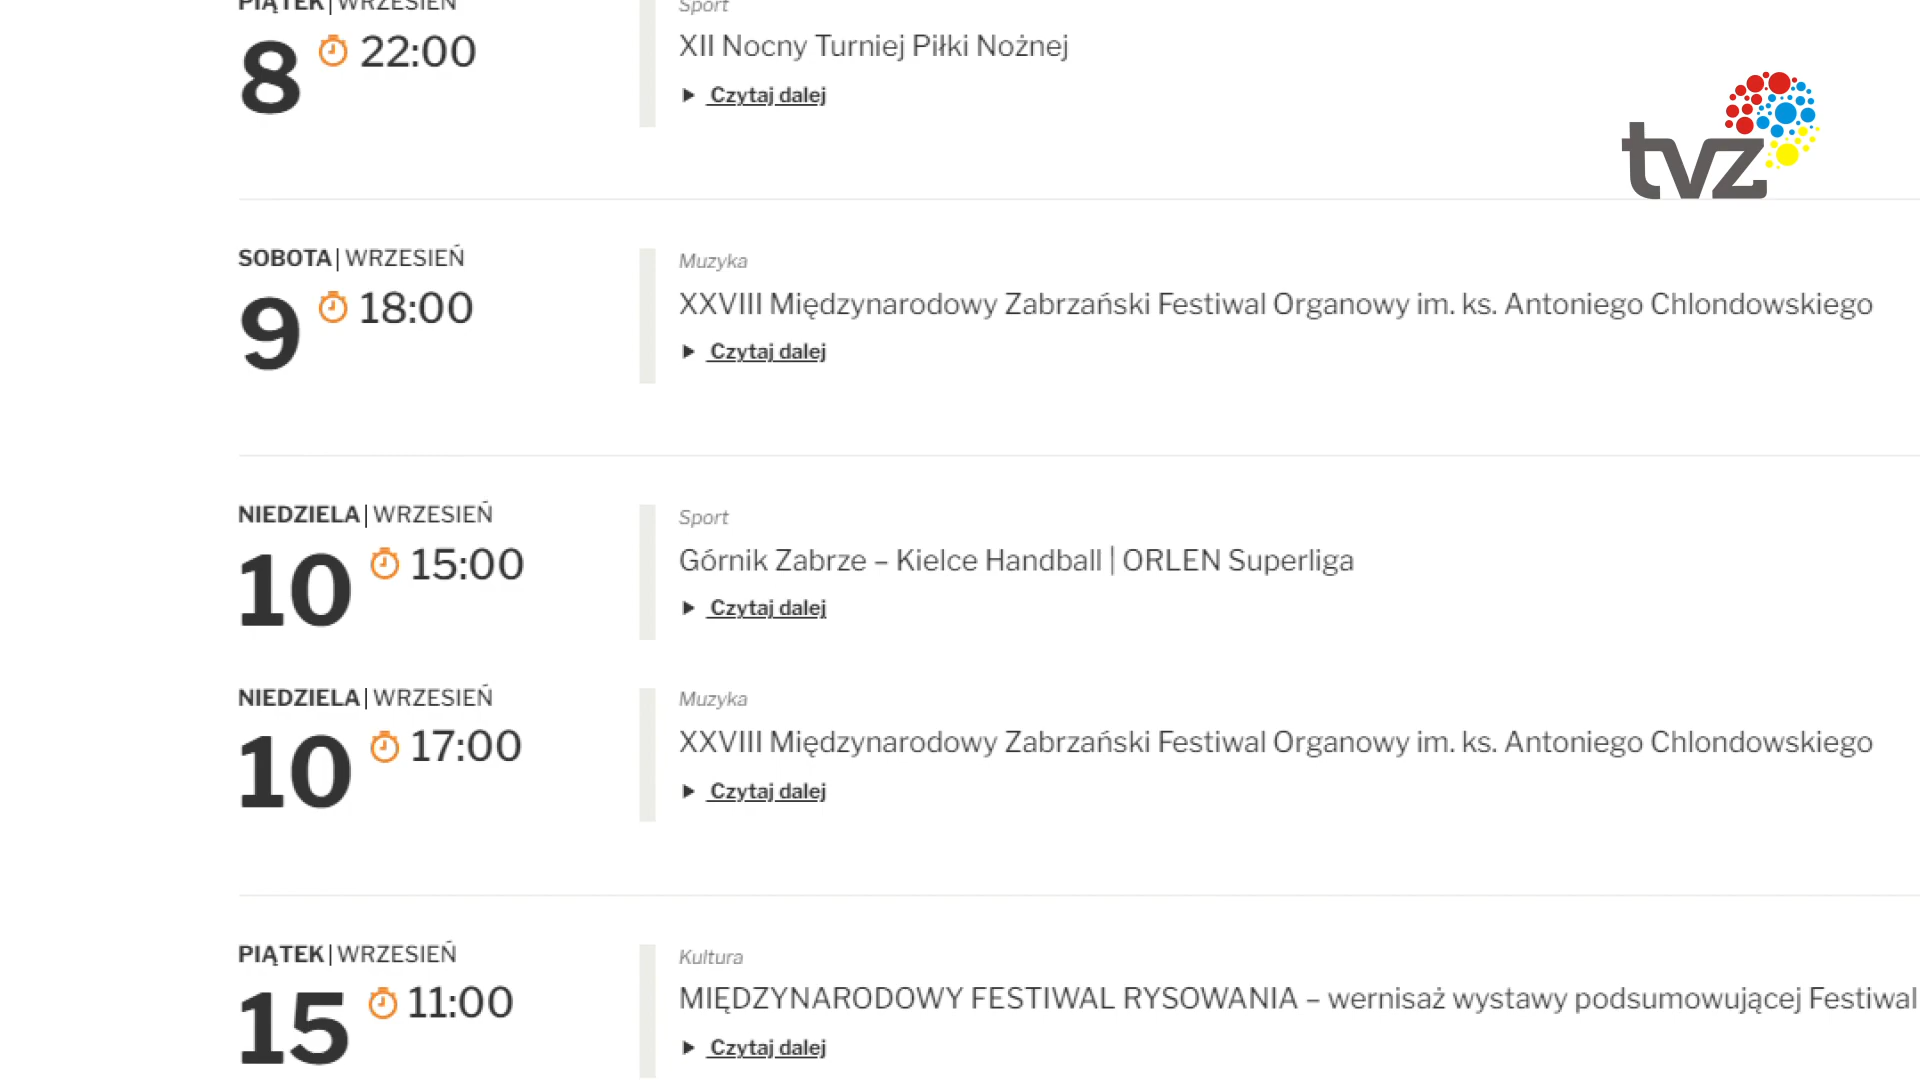 PIĄTEK | WRZESIEŃ
8 22:00
Sport
XII Nocny Turniej Piłki Nożnej
Czytaj dalej
tvz
SOBOTA | WRZESIEŃ
9 18:00
Muzyka
XXVIII Międzynarodowy Zabrzański Festiwal Organowy im. ks. Antoniego Chlondowskiego
Czytaj dalej
NIEDZIELA | WRZESIEŃ
10 15:00
Sport
Górnik Zabrze – Kielce Handball | ORLEN Superliga
Czytaj dalej
NIEDZIELA | WRZESIEŃ
10 17:00
Muzyka
XXVIII Międzynarodowy Zabrzański Festiwal Organowy im. ks. Antoniego Chlondowskiego
Czytaj dalej
PIĄTEK | WRZESIEŃ
15 11:00
Kultura
MIĘDZYNARODOWY FESTIWAL RYSOWANIA – wernisaż wystawy podsumowującej Festiwal
Czytaj dalej